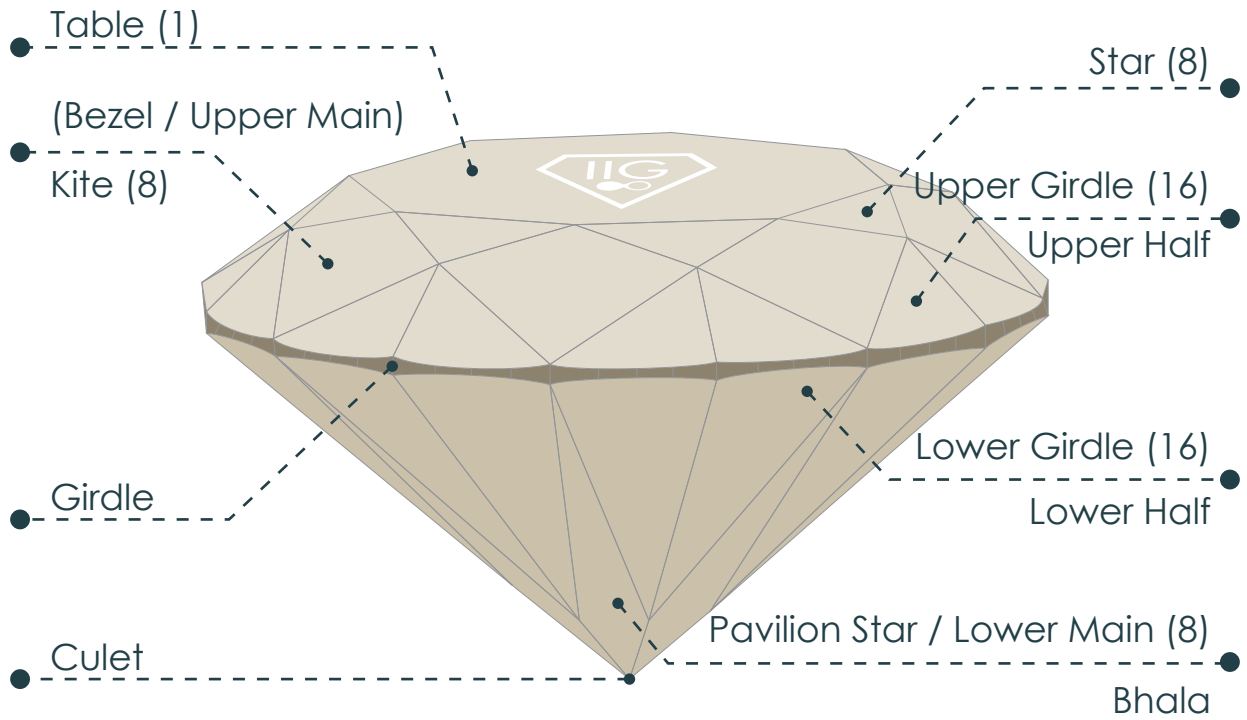 Table (1)
(Bezel / Upper Main)
Kite (8)
Girdle
Culet
IIG
Star (8)
Upper Girdle (16)
Upper Half
Lower Girdle (16)
Lower Half
Pavilion Star / Lower Main (8)
Bhala